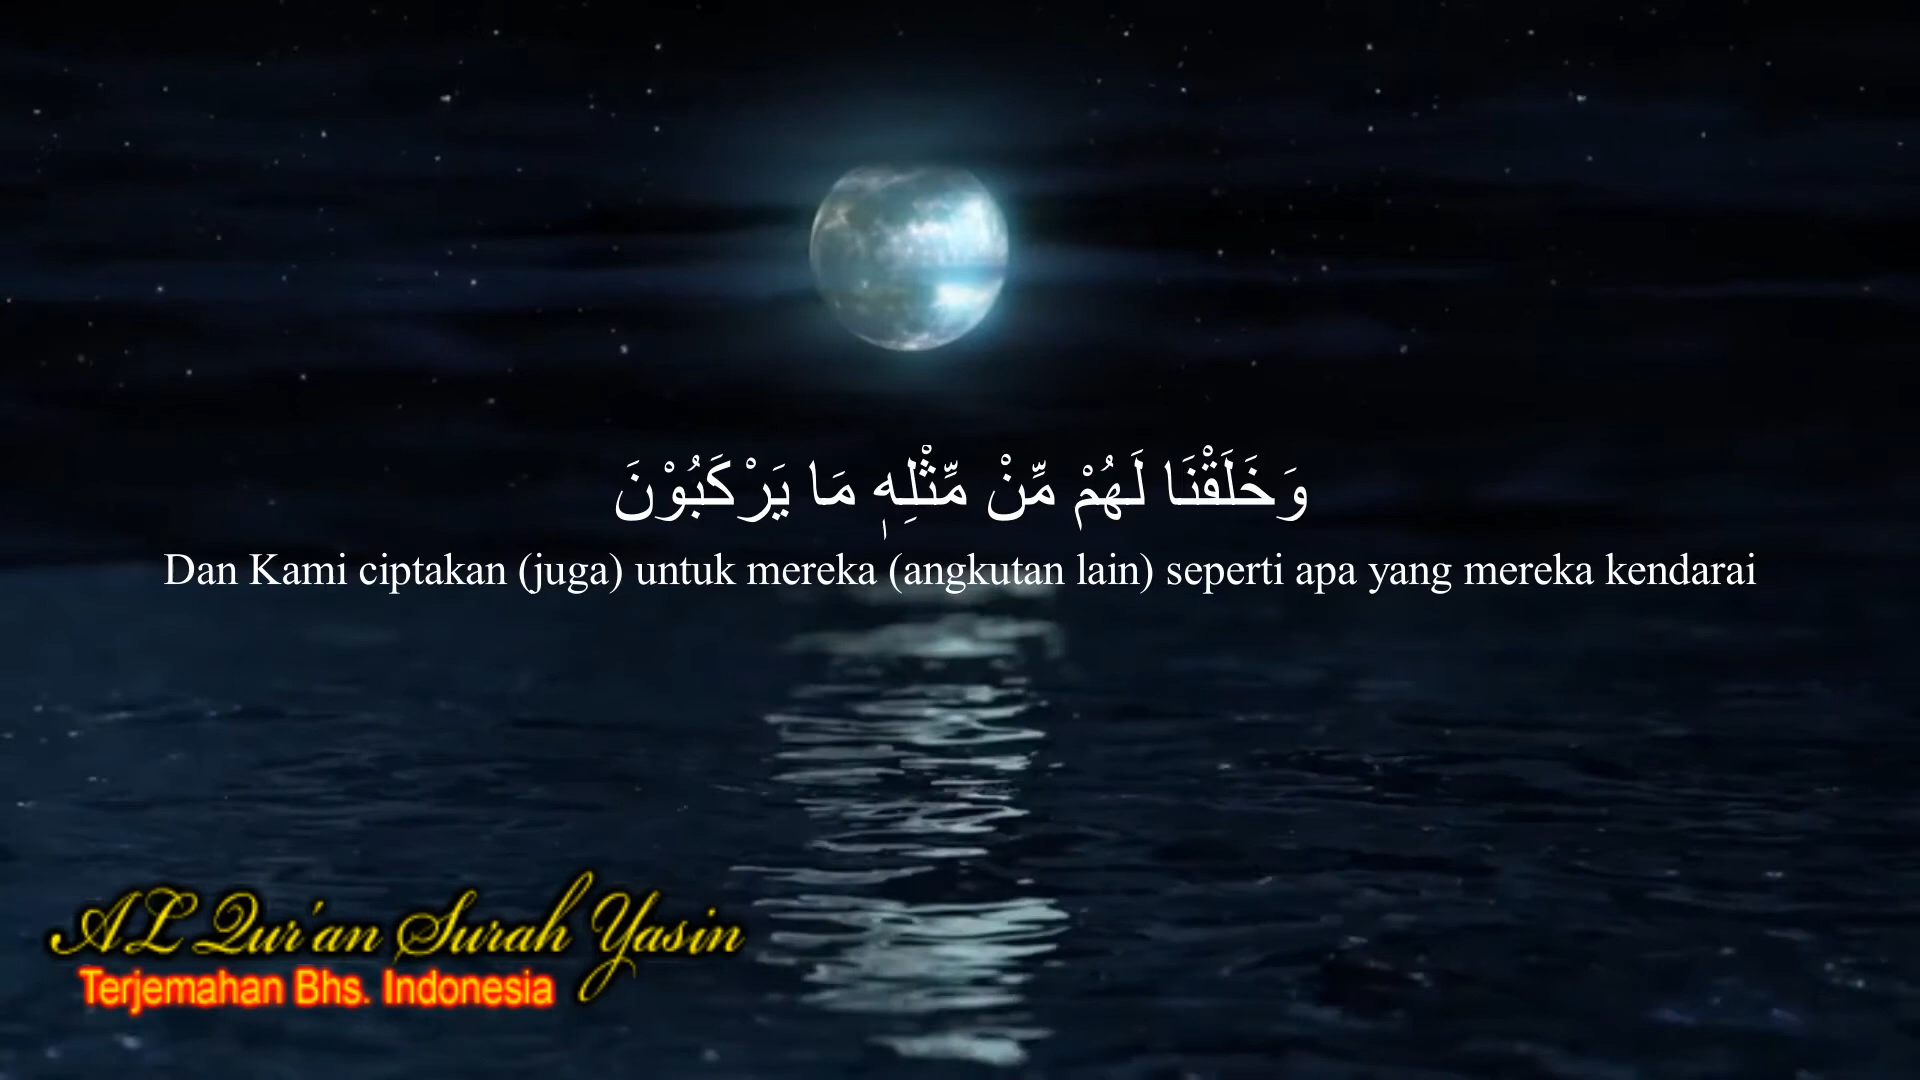 وَخَلَقْنَا لَهُمْ مِّنْ مِّثْلِهٖ مَا يَرْكَبُوْنَ
Dan Kami ciptakan (juga) untuk mereka (angkutan lain) seperti apa yang mereka kendarai
AL Qur'an Surah Yasin
Terjemahan Bhs. Indonesia